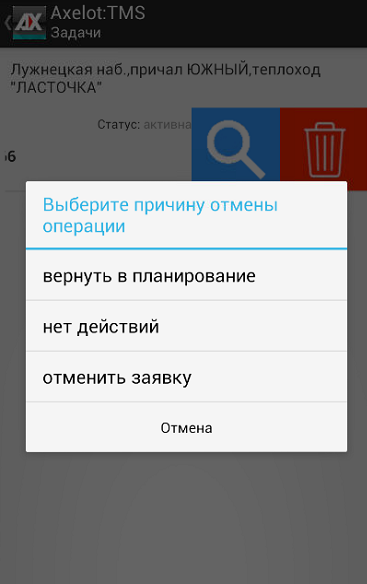 Axelot:TMS
Задачи
Лужнецкая наб.,причал ЮЖНЫЙ,теплоход
"ЛАСТОЧКА"
Статус: активна
66
Выберите причину отмены
операции
вернуть в планирование
нет действий
отменить заявку
Отмена